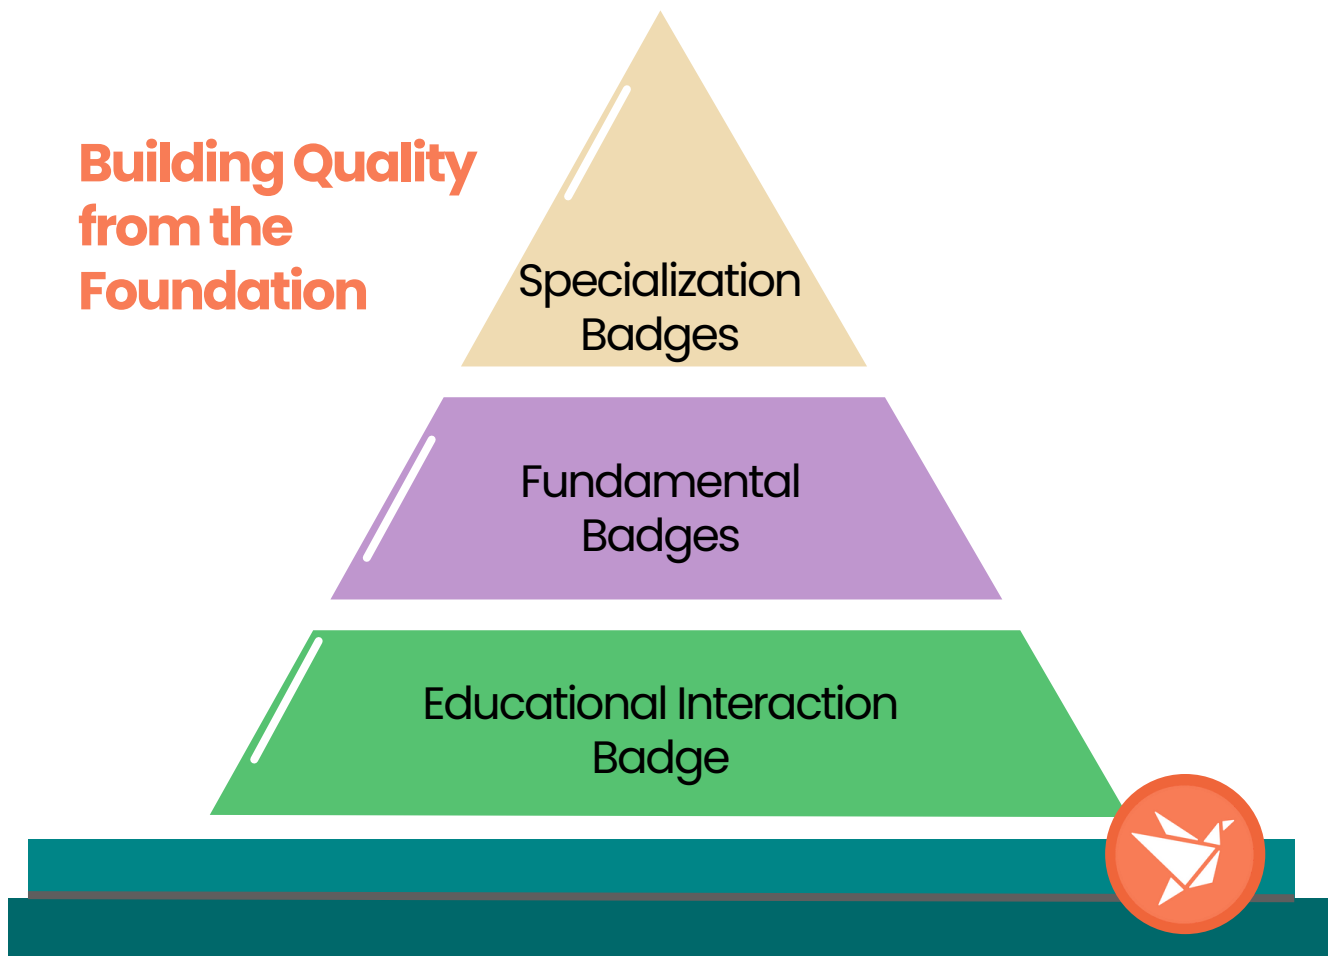 Building Quality
from the
Foundation
Specialization
Badges
Fundamental
Badges
Educational Interaction
Badge